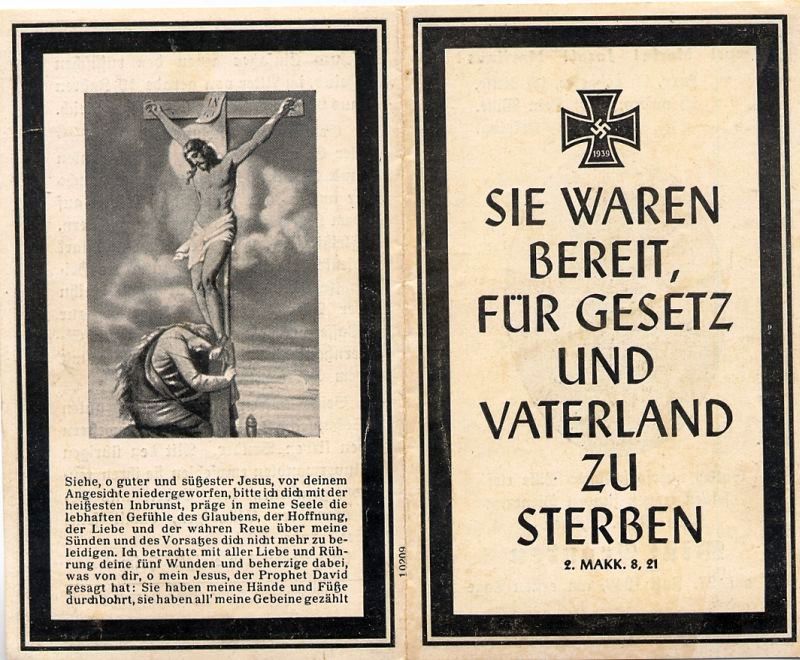 Siehe, o guter und süßester Jesus, vor deinem
Angesichte niedergeworfen, bitte ich dich mit der
heißesten Inbrunst, präge in meine Seele die
lebhaften Gefühle des Glaubens, der Hoffnung,
der Liebe und der wahren Reue über meine
Sünden und des Vorsatzes dich nicht mehr zu be-
leidigen. Ich betrachte mit aller Liebe und Rüh-
rung deine fünf Wunden und beherzige dabei,
was von dir, o mein Jesus, der Prophet David
gesagt hat: Sie haben meine Hände und Füße
durchbohrt, sie haben all' meine Gebeine gezählt
10209
1939
SIE WAREN
BEREIT,
FÜR GESETZ
UND
VATERLAND
ZU
STERBEN
2. MAKK. 8, 21